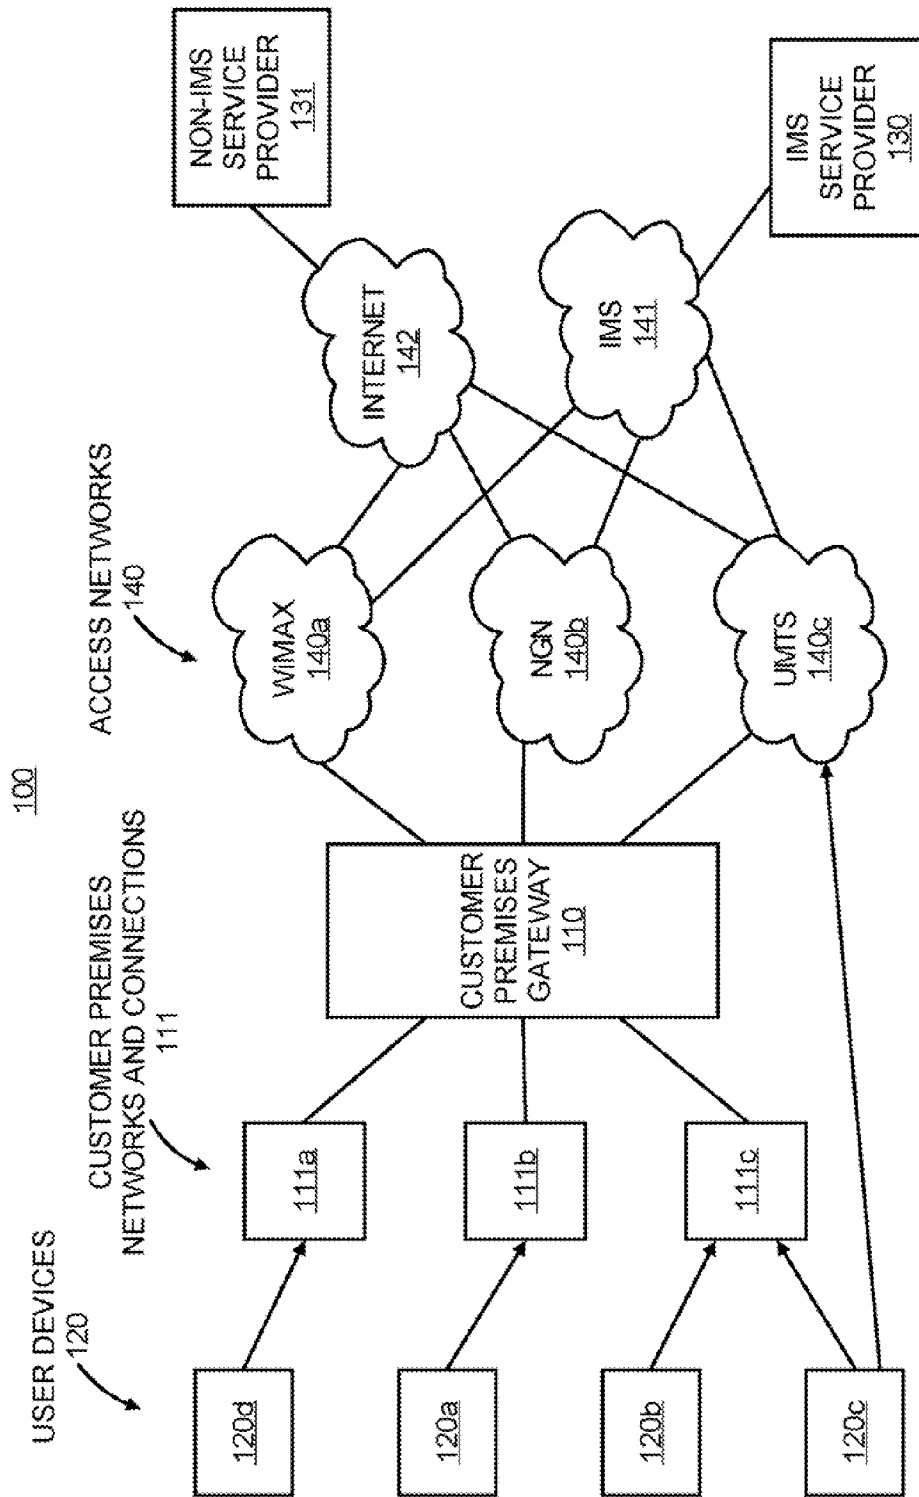 100
USER DEVICES
120
CUSTOMER PREMISES
NETWORKS AND CONNECTIONS
111
ACCESS NETWORKS
140
120d
120a
120b
120c
111a
111b
111c
CUSTOMER
PREMISES
GATEWAY
110
WiMAX
140a
NGN
140b
UMTS
140c
INTERNET
142
IMS
141
NON-IMS
SERVICE
PROVIDER
131
IMS
SERVICE
PROVIDER
130